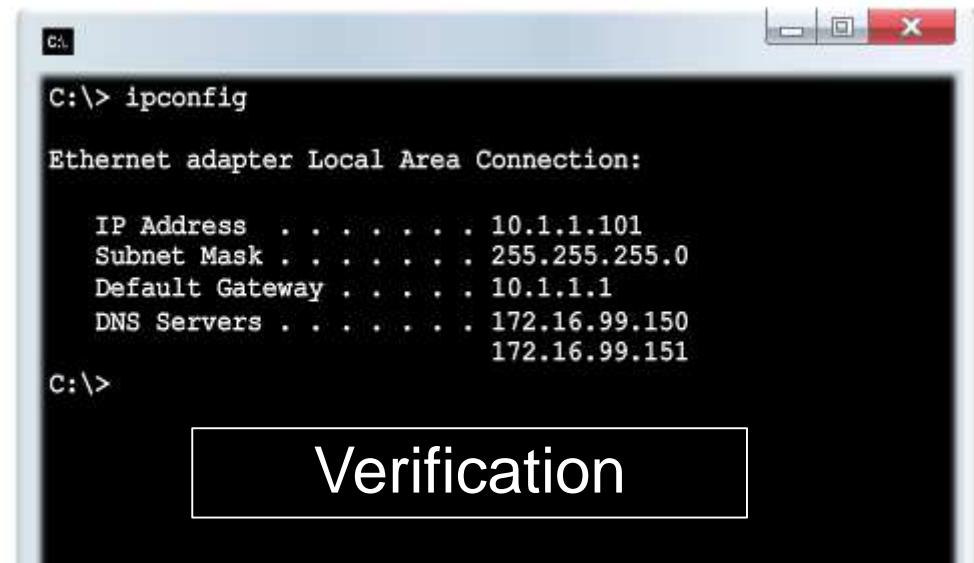 C:\.
C:\> ipconfig
Ethernet adapter Local Area Connection:
IP Address . . . . . . . 10.1.1.101
Subnet Mask . . . . . . . 255.255.255.0
Default Gateway . . . . . 10.1.1.1
DNS Servers . . . . . . . 172.16.99.150
172.16.99.151
C:\>
Verification